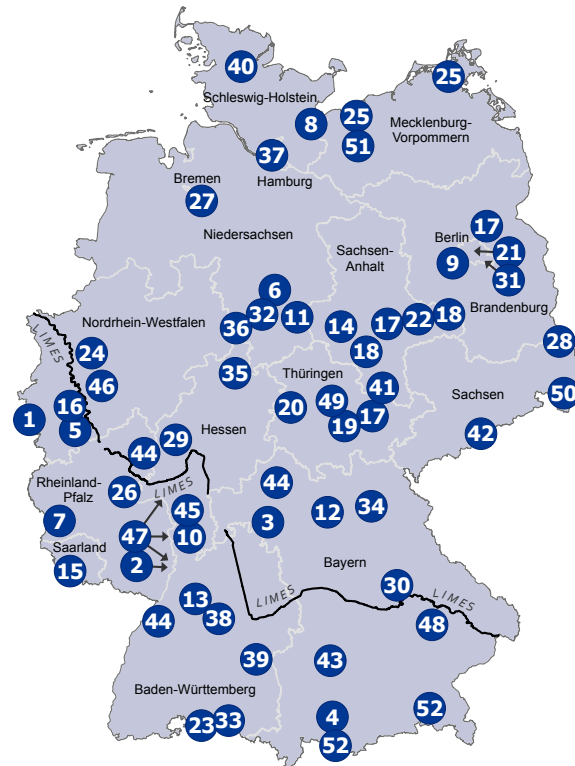 40
25
Schleswig-Holstein
25
Mecklenburg-
Vorpommern
8
51
37
Hamburg
Bremen
27
17
Niedersachsen
Berlin
21
Sachsen-
Anhalt
9
31
6
Brandenburg
Nordrhein-Westfalen
32
11
36
14
17
22
18
LIMES
28
24
18
35
Thüringen
46
41
Sachsen
50
16
49
20
1
5
19
17
42
29
Hessen
44
Rheinland-
Pfalz
26
LIMES
44
45
34
7
3
12
47
10
Saarland
2
15
Bayern
30
LIMES
LIMES
13
44
38
48
39
43
Baden-Württemberg
23
33
4
52
52